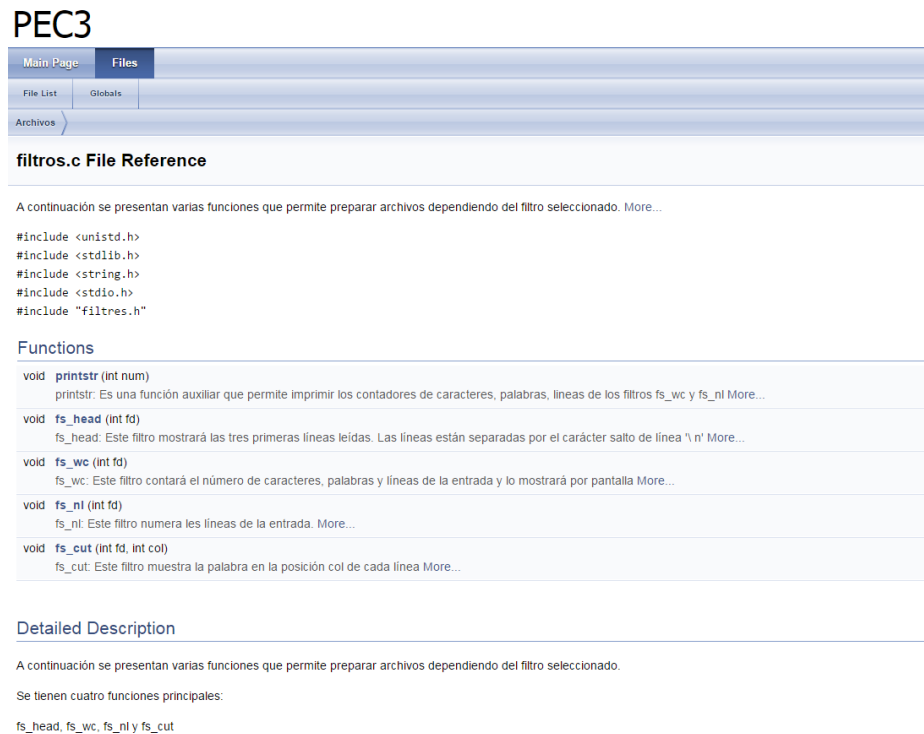 PEC3
Main Page Files
File List Globals
Archivos
filtros.c File Reference
A continuación se presentan varias funciones que permite preparar archivos dependiendo del filtro seleccionado. More...
#include <unistd.h>
#include <stdlib.h>
#include <string.h>
#include <stdio.h>
#include "filtres.h"
Functions
void printstr (int num)
printstr: Es una función auxiliar que permite imprimir los contadores de caracteres, palabras, lineas de los filtros fs_wc y fs_nl More...
void fs_head (int fd)
fs_head: Este filtro mostrará las tres primeras líneas leídas. Las líneas están separadas por el carácter salto de línea '\ n' More...
void fs_wc (int fd)
fs_wc: Este filtro contará el número de caracteres, palabras y líneas de la entrada y lo mostrará por pantalla More...
void fs_nl (int fd)
fs_nl: Este filtro numera les líneas de la entrada. More...
void fs_cut (int fd, int col)
fs_cut: Este filtro muestra la palabra en la posición col de cada línea More...
Detailed Description
A continuación se presentan varias funciones que permite preparar archivos dependiendo del filtro seleccionado.
Se tienen cuatro funciones principales:
fs_head, fs_wc, fs_nl y fs_cut